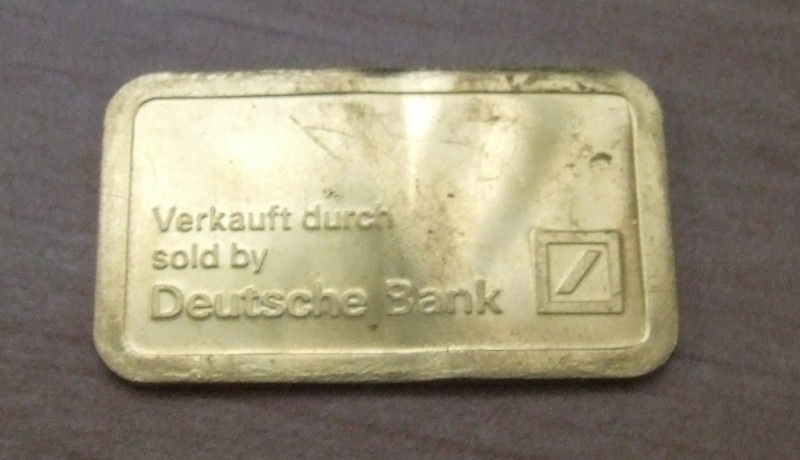 Verkauft durch
sold by
Deutsche Bank